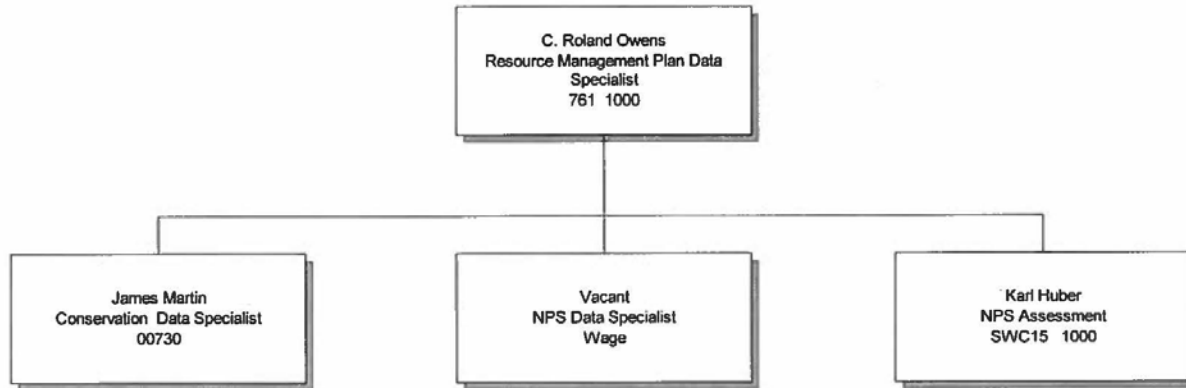 C. Roland Owens
Resource Management Plan Data
Specialist
761 1000
James Martin
Conservation Data Specialist
00730
Vacant
NPS Data Specialist
Wage
Karl Huber
NPS Assessment
SWC15 1000